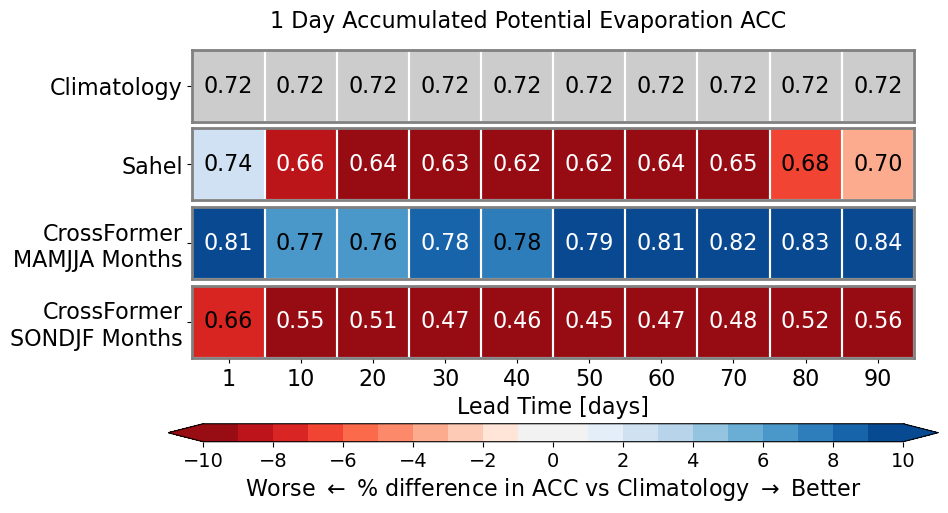 1 Day Accumulated Potential Evaporation ACC
Climatology 0.72 0.72 0.72 0.72 0.72 0.72 0.72 0.72 0.72 0.72
Sahel 0.74 0.66 0.64 0.63 0.62 0.62 0.64 0.65 0.68 0.70
CrossFormer
MAMJJA Months 0.81 0.77 0.76 0.78 0.78 0.79 0.81 0.82 0.83 0.84
CrossFormer
SONDJF Months 0.66 0.55 0.51 0.47 0.46 0.45 0.47 0.48 0.52 0.56
1 10 20 30 40 50 60 70 80 90
Lead Time [days]
−10 −8 −6 −4 −2 0 2 4 6 8 10
Worse ← % difference in ACC vs Climatology → Better